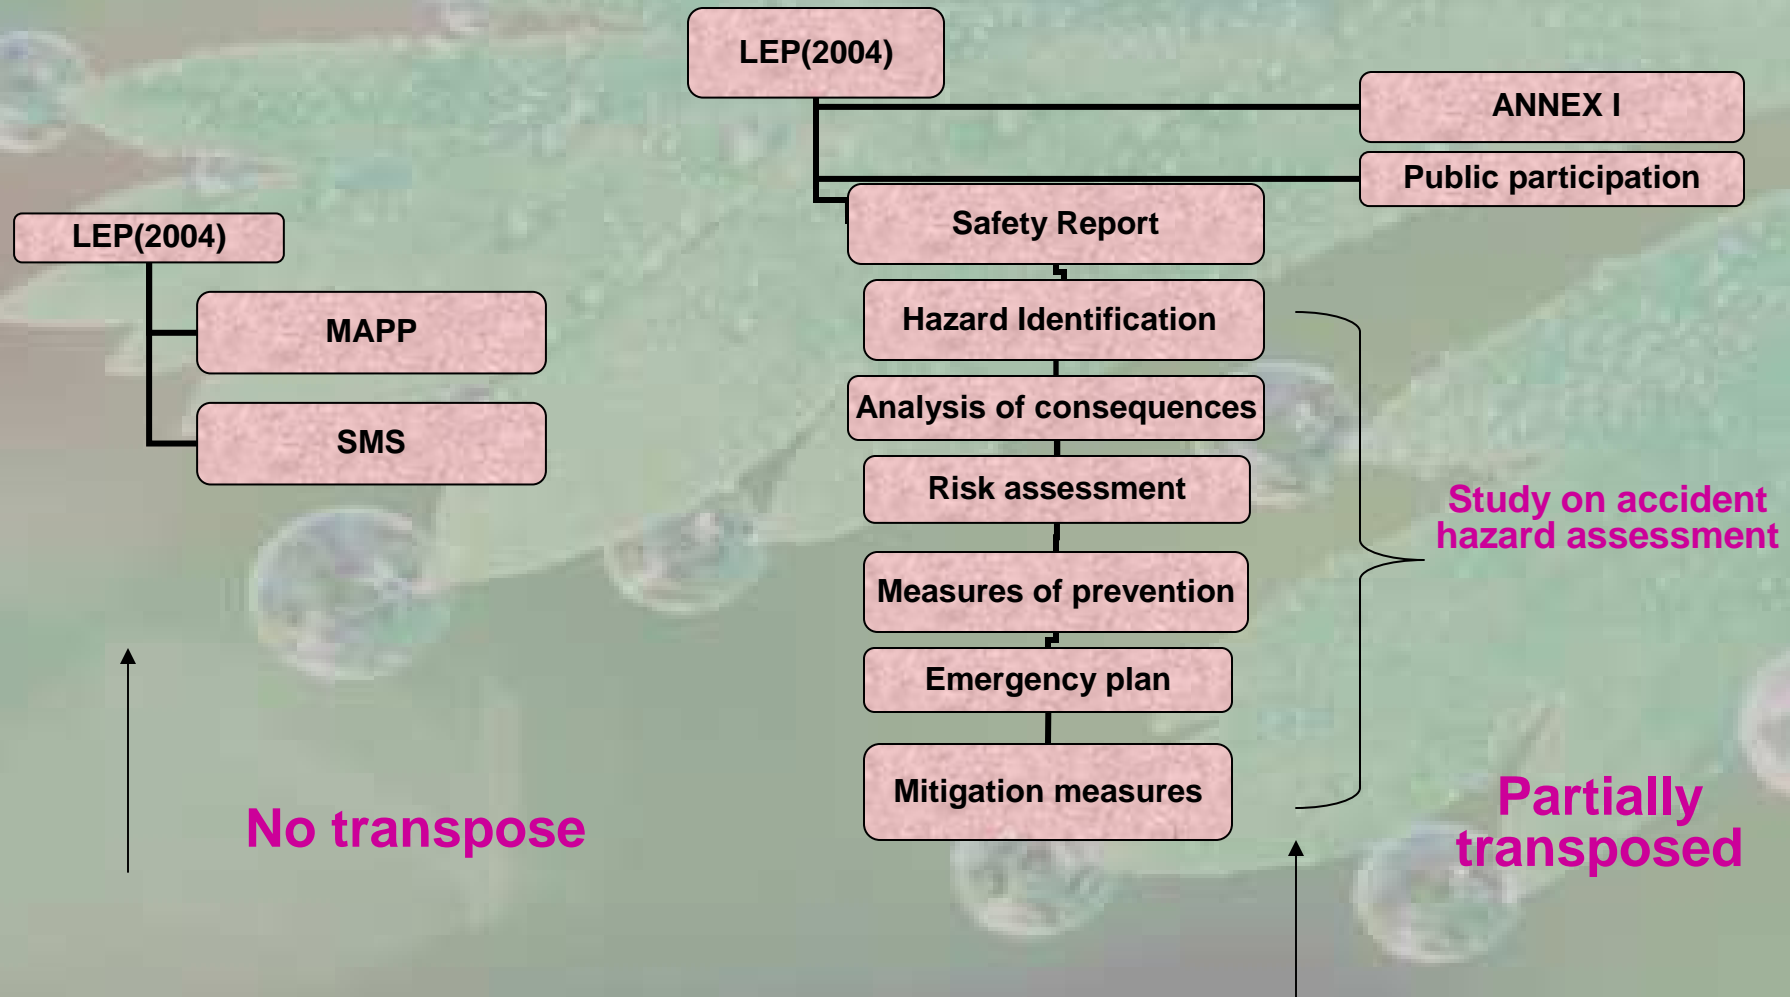 LEP(2004)
ANNEX I
Public participation
Safety Report
LEP(2004)
Hazard Identification
MAPP
Analysis of consequences
SMS
Risk assessment
Study on accident
hazard assessment
Measures of prevention
Emergency plan
Mitigation measures
No transpose
Partially
transposed